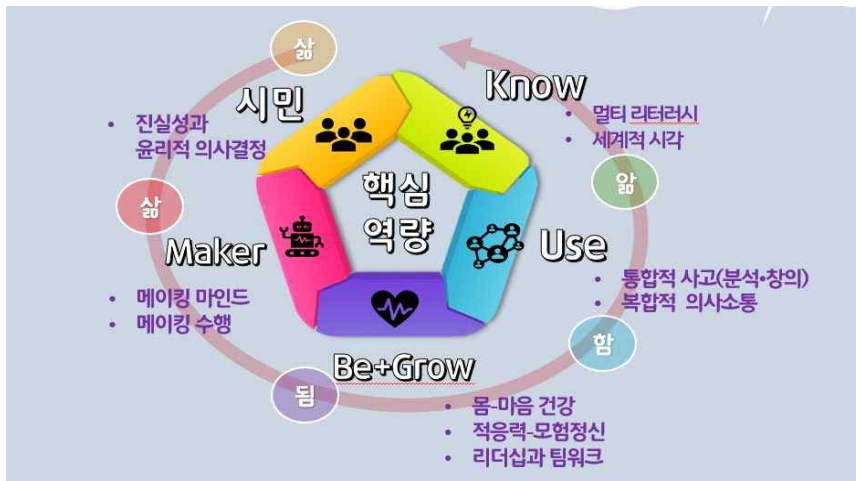 삶
시민
• 진실성과
윤리적 의사결정
Know
• 멀티 리터러시
• 세계적 시각
앎
핵심
역량
삶
Maker
• 메이킹 마인드
• 메이킹 수행
Use
• 통합적 사고(분석•창의)
• 복합적 의사소통
함
Be+Grow
됨
• 몸-마음 건강
• 적응력-모험정신
• 리더십과 팀워크